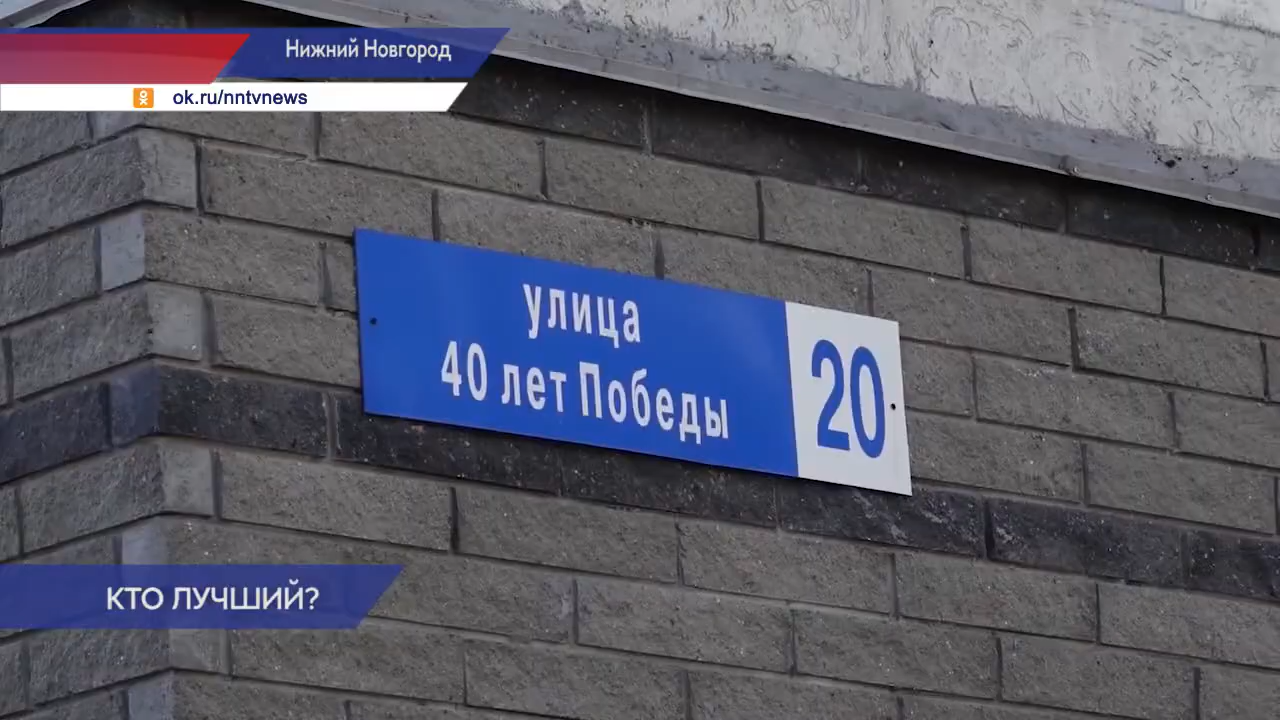 Нижний Новгород
ok.ru/nntvnews
улица
40 лет Победы
20
КТО ЛУЧШИЙ?